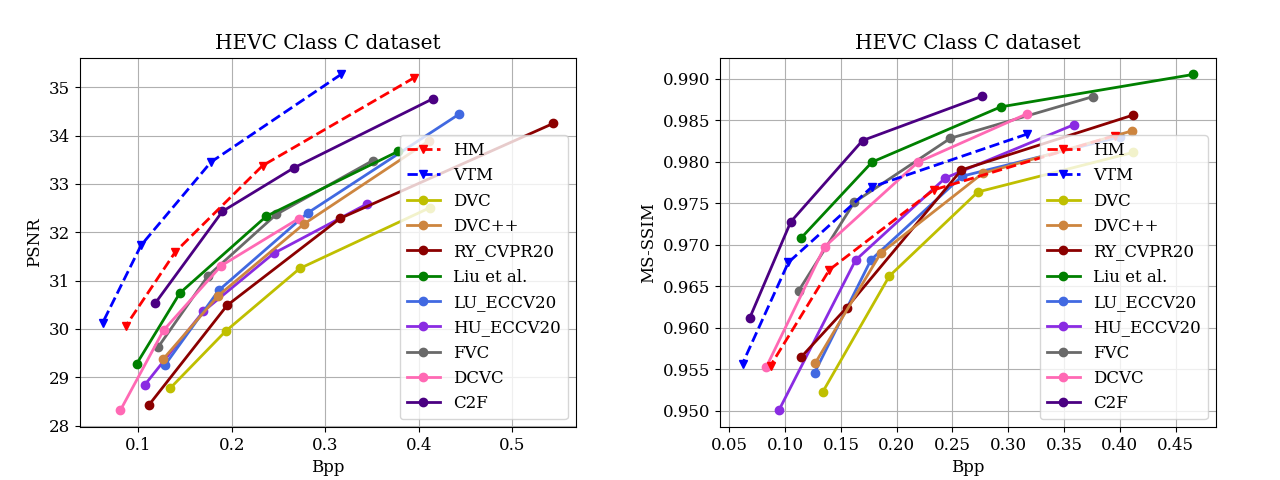 HEVC Class C dataset
PSNR
35
34
33
32
31
30
29
28
0.1 0.2 0.3 0.4 0.5
Bpp
HM
VTM
DVC
DVC++
RY_CVPR20
Liu et al.
LU_ECCV20
HU_ECCV20
FVC
DCVC
C2F
HEVC Class C dataset
MS-SSIM
0.990
0.985
0.980
0.975
0.970
0.965
0.960
0.955
0.950
0.05 0.10 0.15 0.20 0.25 0.30 0.35 0.40 0.45
Bpp
HM
VTM
DVC
DVC++
RY_CVPR20
Liu et al.
LU_ECCV20
HU_ECCV20
FVC
DCVC
C2F